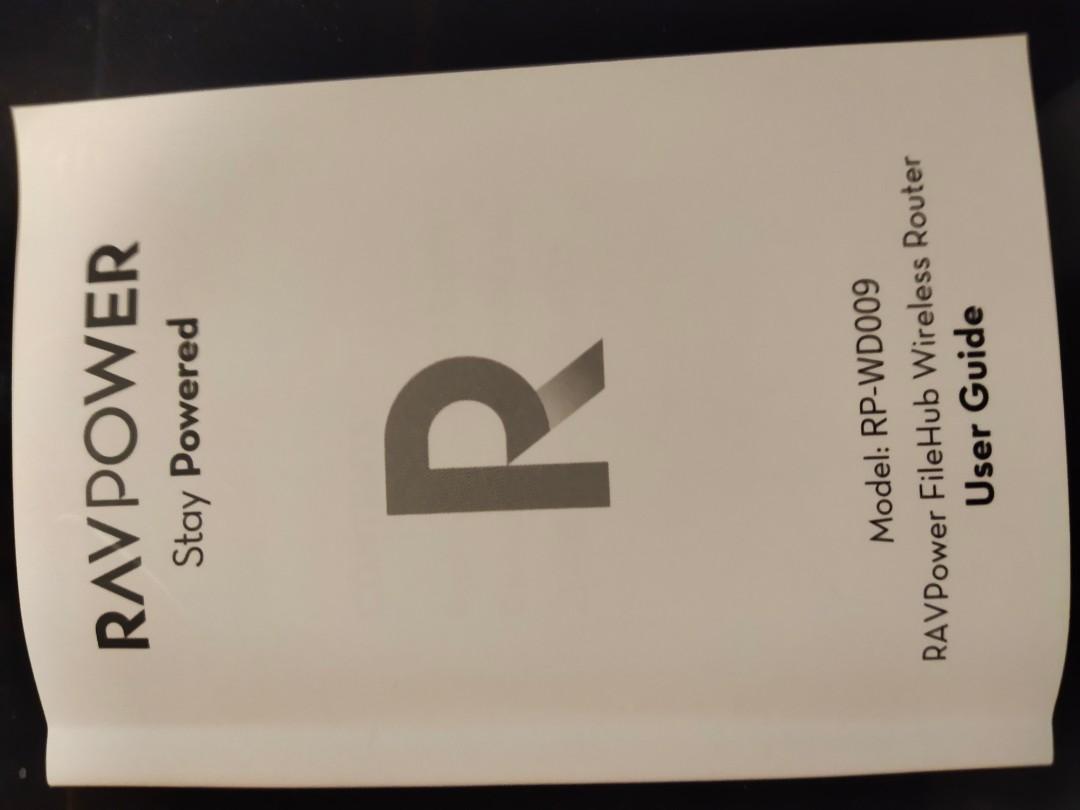 RAVPOWER
Stay Powered
R
Model: RP-WD009
RAVPower FileHub Wireless Router
User Guide